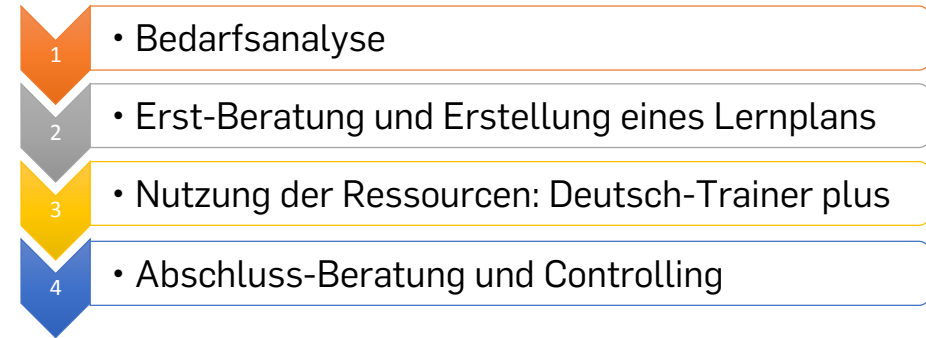 1
• Bedarfsanalyse
2
• Erst-Beratung und Erstellung eines Lernplans
3
• Nutzung der Ressourcen: Deutsch-Trainer plus
4
• Abschluss-Beratung und Controlling